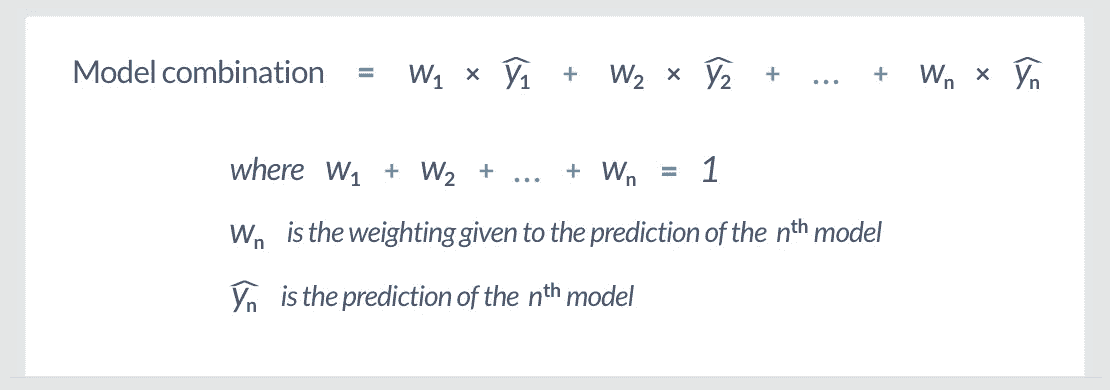 Model combination = w₁ × ŷ₁ + w₂ × ŷ₂ + ... + wₙ × ŷₙ
where w₁ + w₂ + ... + wₙ = 1
wₙ is the weighting given to the prediction of the nᵗʰ model
ŷₙ is the prediction of the nᵗʰ model